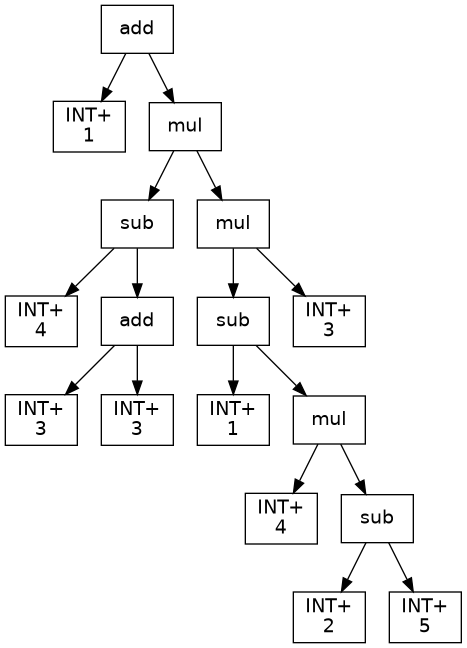 add
INT+
1
mul
sub
mul
INT+
4
add
sub
INT+
3
INT+
3
INT+
3
INT+
1
mul
INT+
4
sub
INT+
2
INT+
5